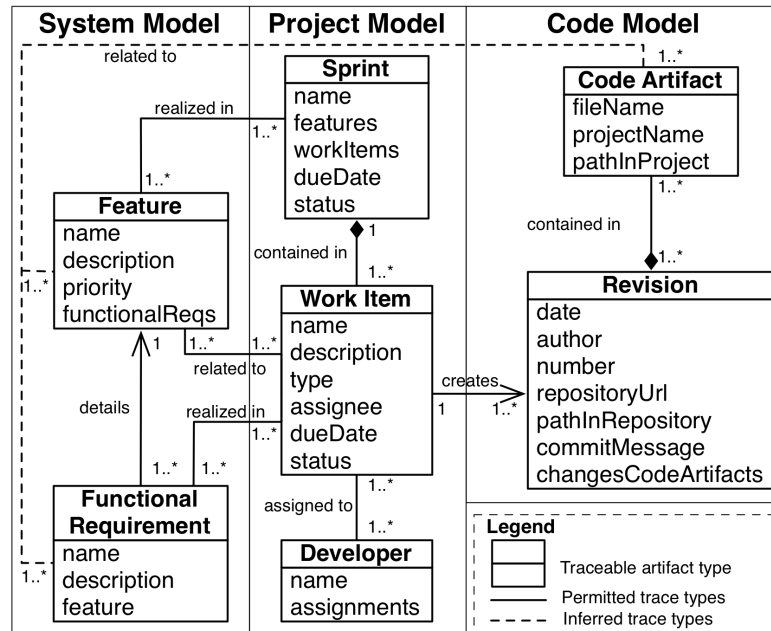 System Model
Project Model
Code Model
related to
1..*
Sprint
name
features
workItems
dueDate
status
realized in
1..*
1..*
Code Artifact
fileName
projectName
pathInProject
1..*
Feature
name
description
priority
functionalReqs
1..*
1
contained in
1..*
contained in
1..*
Work Item
name
description
type
assignee
dueDate
status
Revision
date
author
number
repositoryUrl
pathInRepository
commitMessage
changesCodeArtifacts
1
1..*
1..*
related to
creates
1
1..*
details
realized in
1..*
1..*
1..*
1..*
assigned to
1..*
Functional
Requirement
name
description
feature
1..*
Developer
name
assignments
Legend
Traceable artifact type
Permitted trace types
Inferred trace types